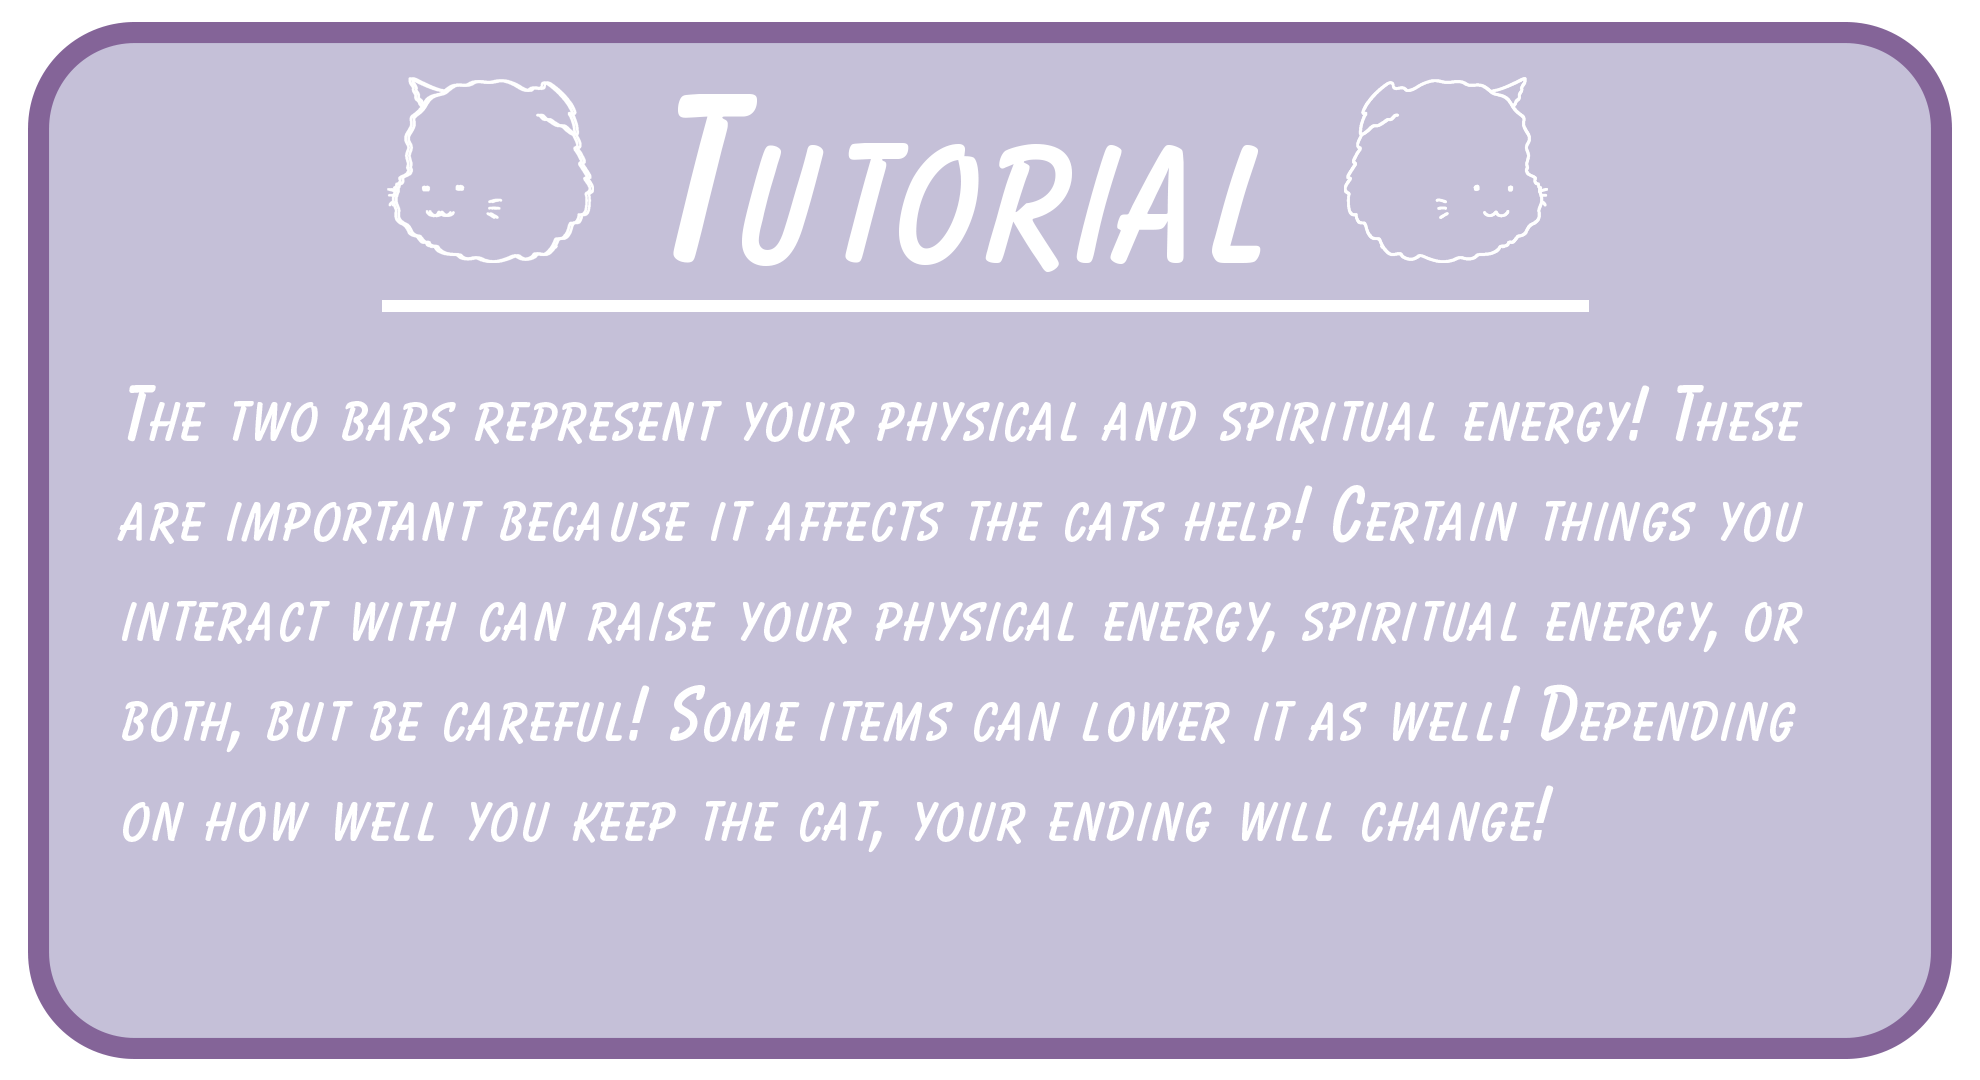 Tutorial
The two bars represent your physical and spiritual energy! These
are important because it affects the cats help! Certain things you
interact with can raise your physical energy, spiritual energy, or
both, but be careful! Some items can lower it as well! Depending
on how well you keep the cat, your ending will change!